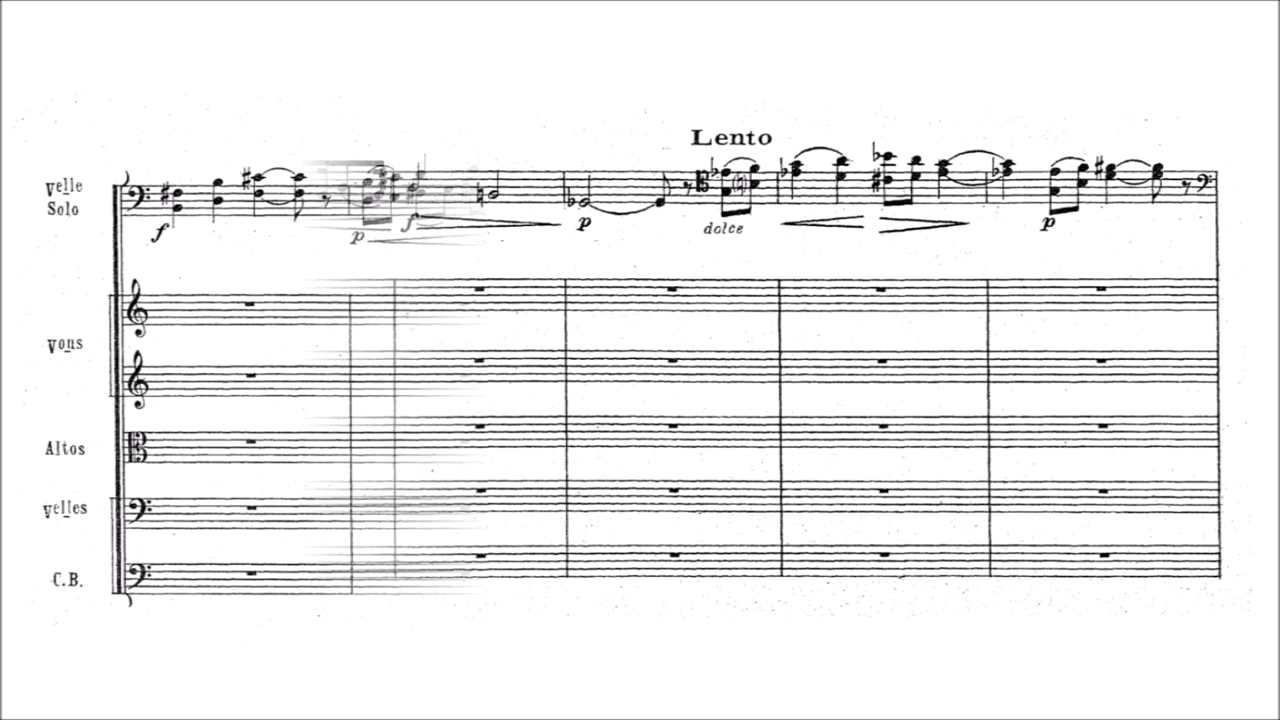 Lento
Velle
Solo
f
p
f
p
dolce
p
Vons
Altos
Velles
C.B.